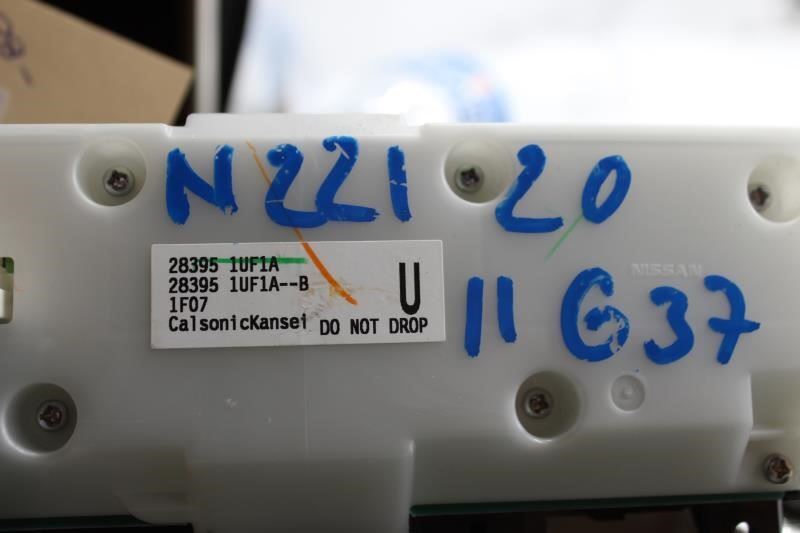 N221 20
28395 1UF1A
28395 1UF1A--B
1F07
CalsonicKansei DO NOT DROP
U
11 G37
NISSAN